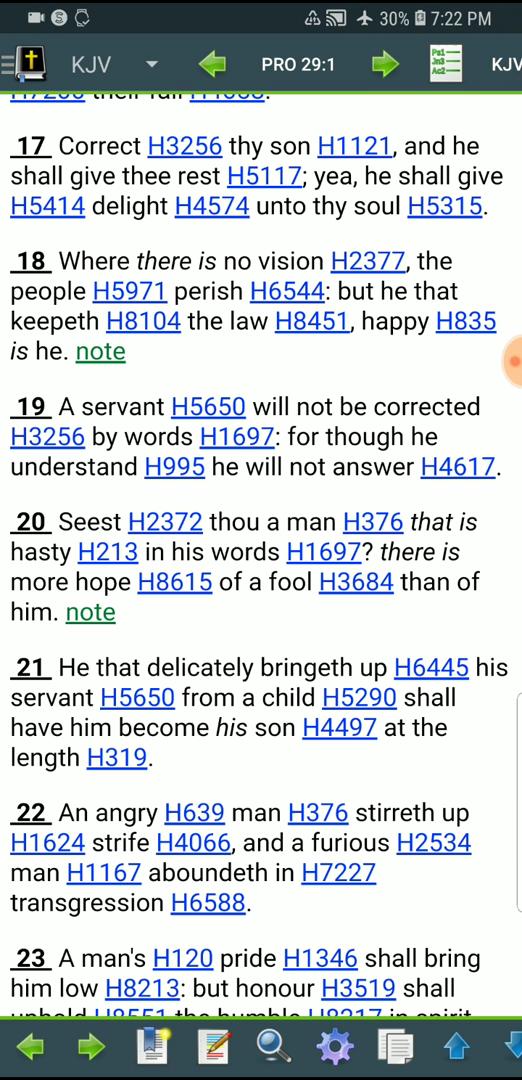 30% 7:22 PM
KJV PRO 29:1 Ps1 Jn3 Ac2 KJV
17 Correct H3256 thy son H1121, and he
shall give thee rest H5117; yea, he shall give
H5414 delight H4574 unto thy soul H5315.
18 Where there is no vision H2377, the
people H5971 perish H6544: but he that
keepeth H8104 the law H8451, happy H835
is he. note
19 A servant H5650 will not be corrected
H3256 by words H1697: for though he
understand H995 he will not answer H4617.
20 Seest H2372 thou a man H376 that is
hasty H213 in his words H1697? there is
more hope H8615 of a fool H3684 than of
him. note
21 He that delicately bringeth up H6445 his
servant H5650 from a child H5290 shall
have him become his son H4497 at the
length H319.
22 An angry H639 man H376 stirreth up
H1624 strife H4066, and a furious H2534
man H1167 aboundeth in H7227
transgression H6588.
23 A man's H120 pride H1346 shall bring
him low H8213: but honour H3519 shall